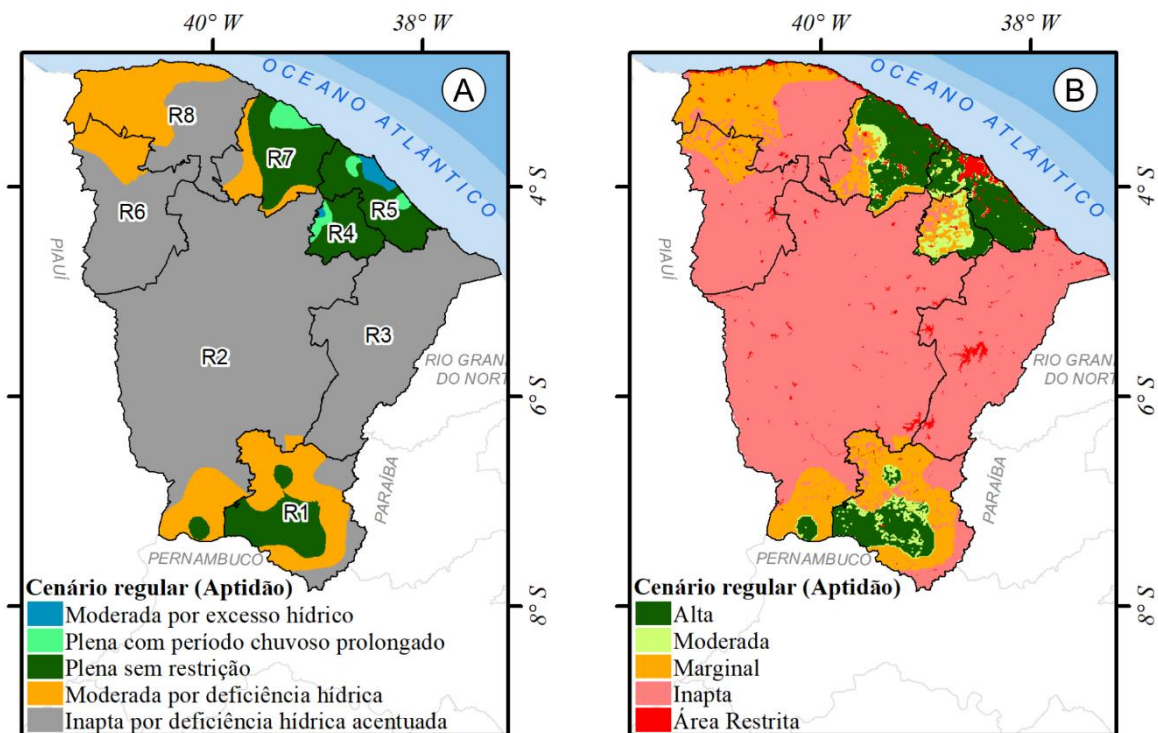 40° W
38° W
A
OCEANO ATLÂNTICO
R8
R7
4° S
R6
R5
R4
PIAUÍ
R3
R2
RIO GRAN
DO NORT
6° S
PARAÍBA
R1
PERNAMBUCO
Cenário regular (Aptidão)
8° S
Moderada por excesso hídrico
Plena com período chuvoso prolongado
Plena sem restrição
Moderada por deficiência hídrica
Inapta por deficiência hídrica acentuada
40° W
38° W
B
OCEANO ATLÂNTICO
4° S
PIAUÍ
RIO GRAN
DO NORT
6° S
PARAÍBA
PERNAMBUCO
Cenário regular (Aptidão)
8° S
Alta
Moderada
Marginal
Inapta
Área Restrita